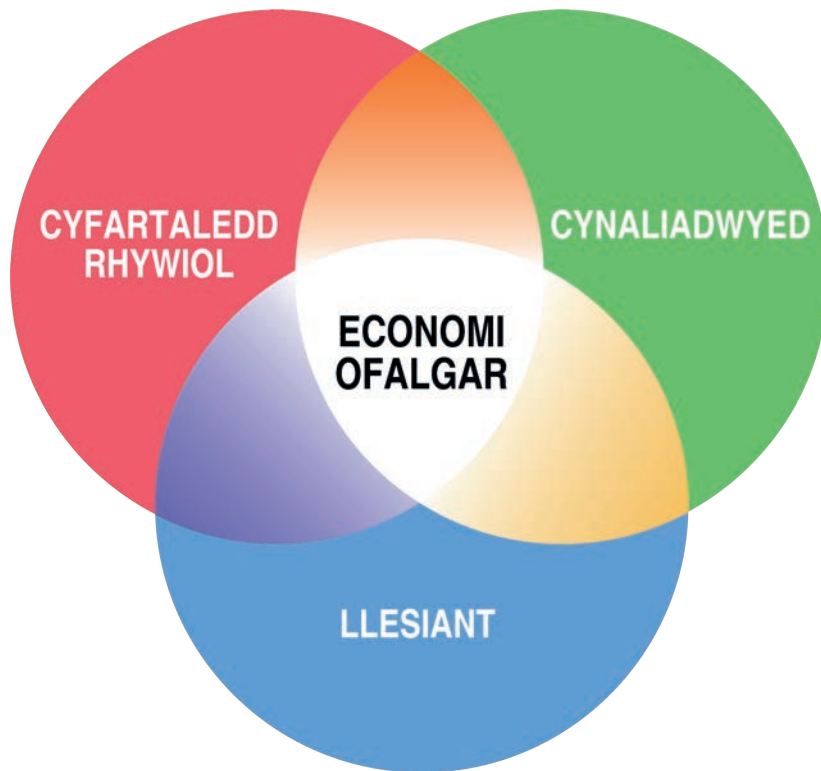 CYFARTALEDD
RHYWIOL
CYNALIADWYED
ECONOMI
OFALGAR
LLESIANT